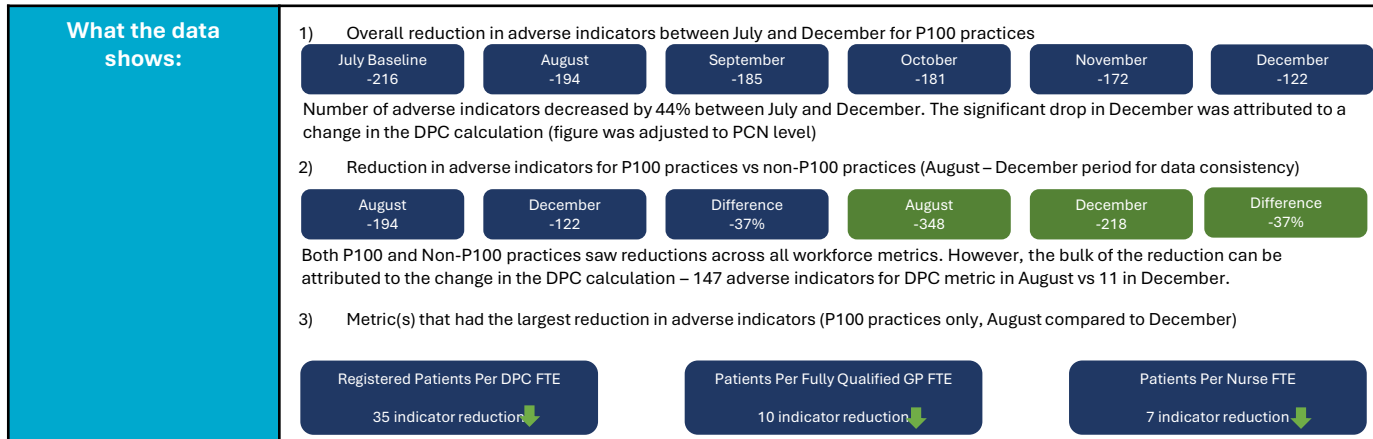 What the data
shows:
1) Overall reduction in adverse indicators between July and December for P100 practices
July Baseline
-216
August
-194
September
-185
October
-181
November
-172
December
-122
Number of adverse indicators decreased by 44% between July and December. The significant drop in December was attributed to a
change in the DPC calculation (figure was adjusted to PCN level)
2) Reduction in adverse indicators for P100 practices vs non-P100 practices (August – December period for data consistency)
August
-194
December
-122
Difference
-37%
August
-348
December
-218
Difference
-37%
Both P100 and Non-P100 practices saw reductions across all workforce metrics. However, the bulk of the reduction can be
attributed to the change in the DPC calculation – 147 adverse indicators for DPC metric in August vs 11 in December.
3) Metric(s) that had the largest reduction in adverse indicators (P100 practices only, August compared to December)
Registered Patients Per DPC FTE
35 indicator reduction
Patients Per Fully Qualified GP FTE
10 indicator reduction
Patients Per Nurse FTE
7 indicator reduction